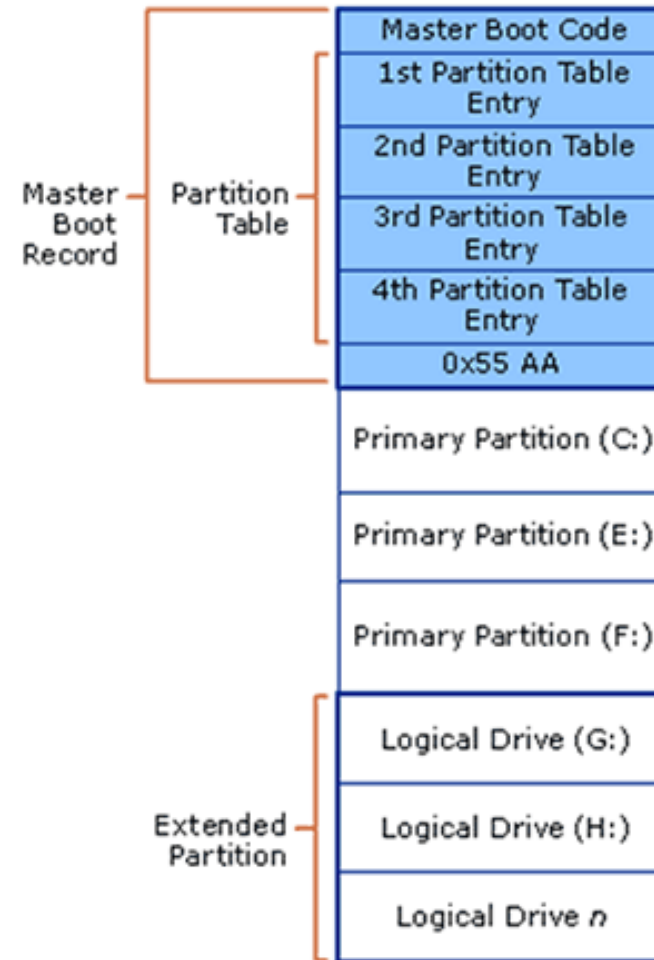 Master Boot Code
1st Partition Table
Entry
2nd Partition Table
Entry
3rd Partition Table
Entry
4th Partition Table
Entry
0x55 AA
Master
Boot
Record
Partition
Table
Primary Partition (C:)
Primary Partition (E:)
Primary Partition (F:)
Logical Drive (G:)
Logical Drive (H:)
Logical Drive n
Extended
Partition